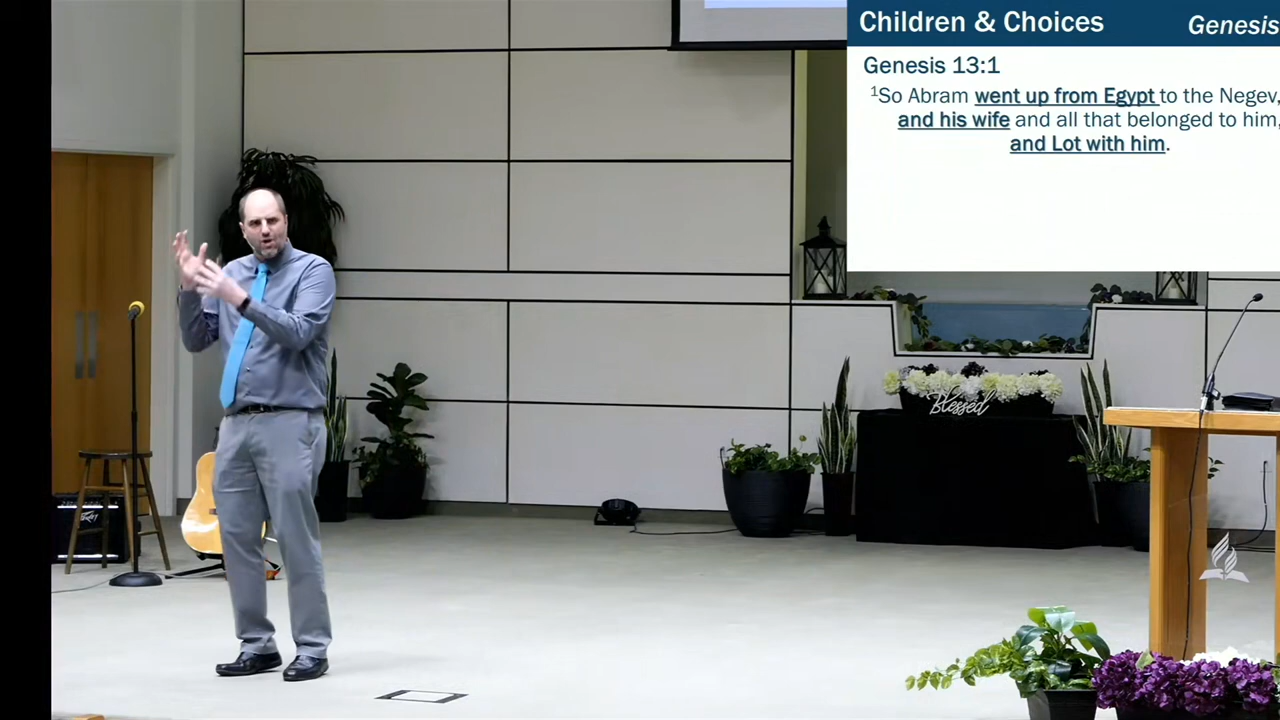 Children & Choices
Genesis
Genesis 13:1
¹So Abram went up from Egypt to the Negev,
and his wife and all that belonged to him,
and Lot with him.
Blessed
Peavey